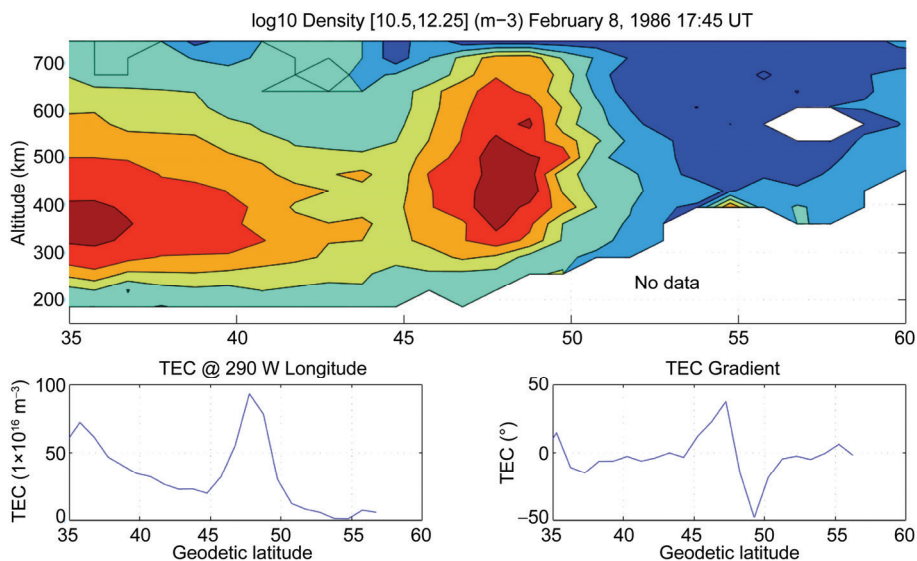 log10 Density [10.5,12.25] (m-3) February 8, 1986 17:45 UT
Altitude (km)
700
600
500
400
300
200
No data
35 40 45 50 55 60
TEC @ 290 W Longitude
TEC (1×10¹⁶ m⁻³)
100
50
0
35 40 45 50 55 60
Geodetic latitude
TEC Gradient
TEC (°)
50
0
−50
35 40 45 50 55 60
Geodetic latitude